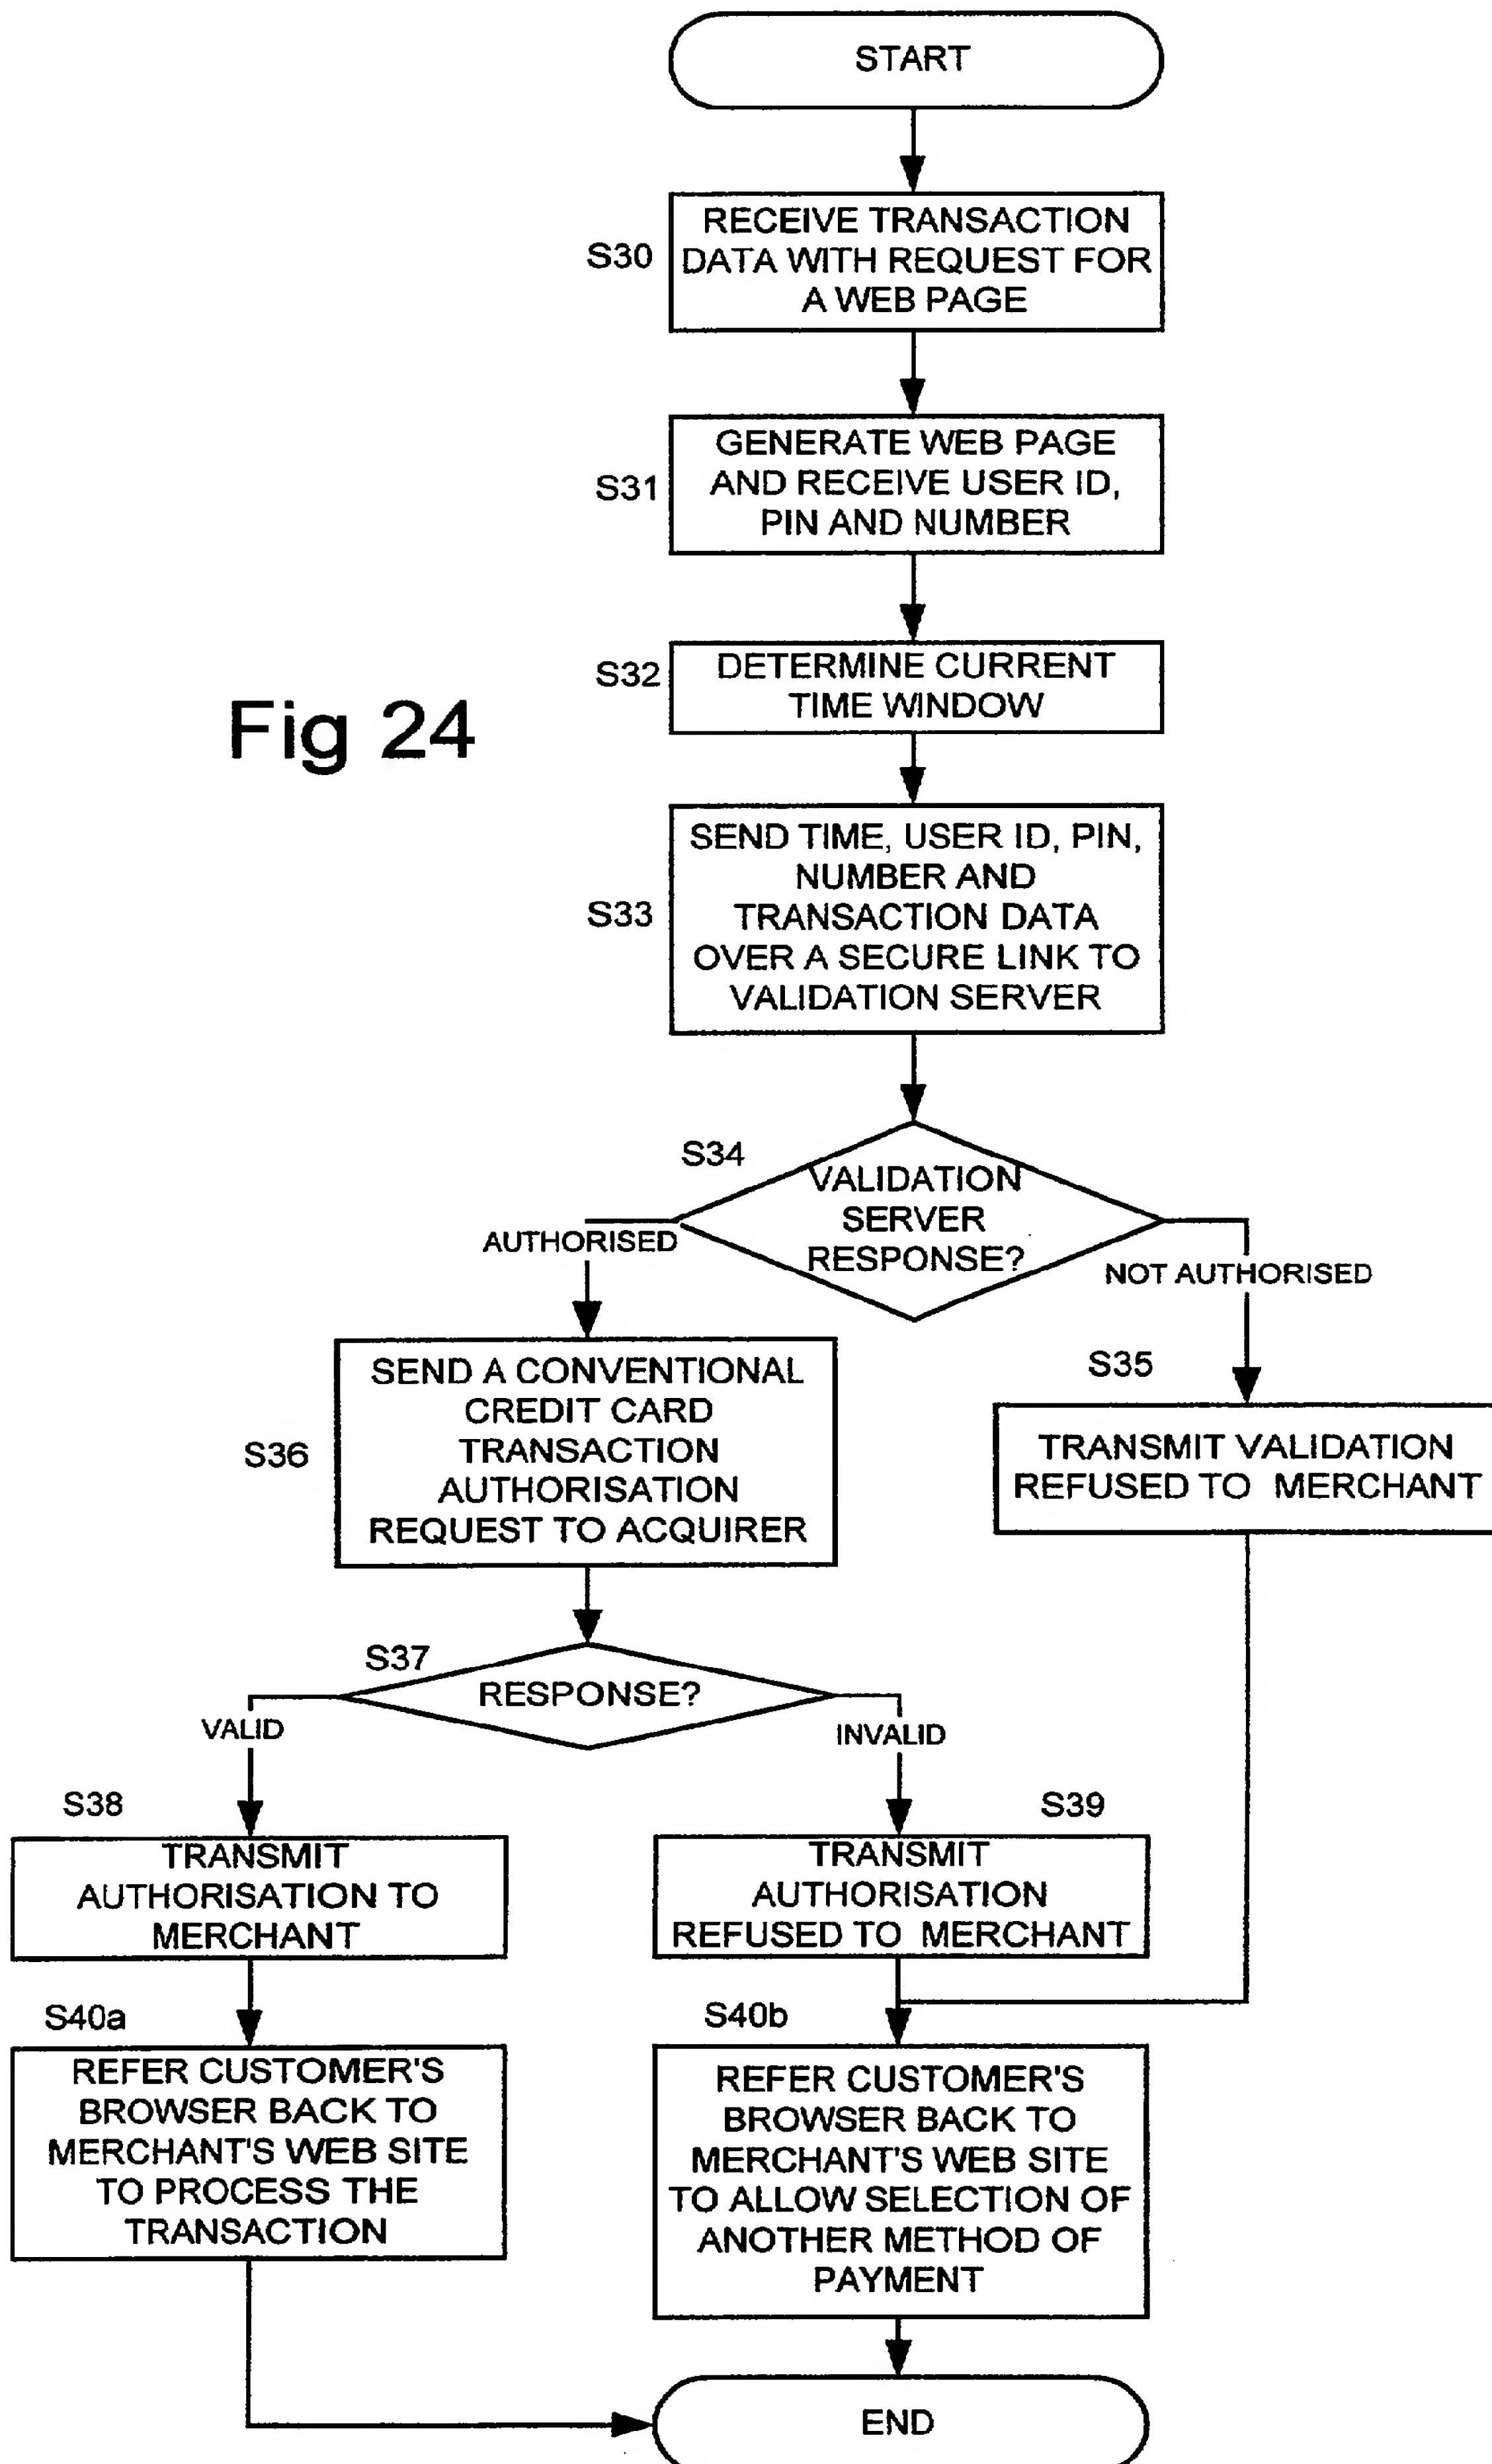 START
S30
RECEIVE TRANSACTION
DATA WITH REQUEST FOR
A WEB PAGE
S31
GENERATE WEB PAGE
AND RECEIVE USER ID,
PIN AND NUMBER
S32
DETERMINE CURRENT
TIME WINDOW
Fig 24
S33
SEND TIME, USER ID, PIN,
NUMBER AND
TRANSACTION DATA
OVER A SECURE LINK TO
VALIDATION SERVER
S34
VALIDATION
SERVER
RESPONSE?
AUTHORISED
NOT AUTHORISED
S36
SEND A CONVENTIONAL
CREDIT CARD
TRANSACTION
AUTHORISATION
REQUEST TO ACQUIRER
S35
TRANSMIT VALIDATION
REFUSED TO MERCHANT
S37
RESPONSE?
VALID
INVALID
S38
TRANSMIT
AUTHORISATION TO
MERCHANT
S39
TRANSMIT
AUTHORISATION
REFUSED TO MERCHANT
S40a
REFER CUSTOMER'S
BROWSER BACK TO
MERCHANT'S WEB SITE
TO PROCESS THE
TRANSACTION
S40b
REFER CUSTOMER'S
BROWSER BACK TO
MERCHANT'S WEB SITE
TO ALLOW SELECTION OF
ANOTHER METHOD OF
PAYMENT
END